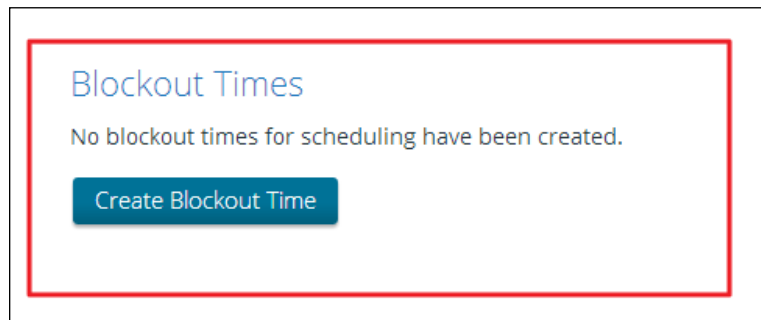 Blockout Times
No blockout times for scheduling have been created.
Create Blockout Time